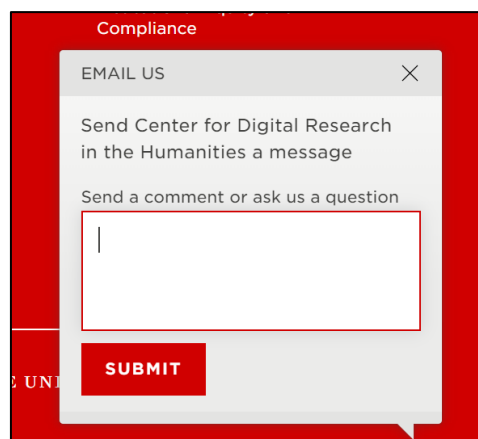 Compliance
EMAIL US
Send Center for Digital Research
in the Humanities a message
Send a comment or ask us a question
SUBMIT
UNI